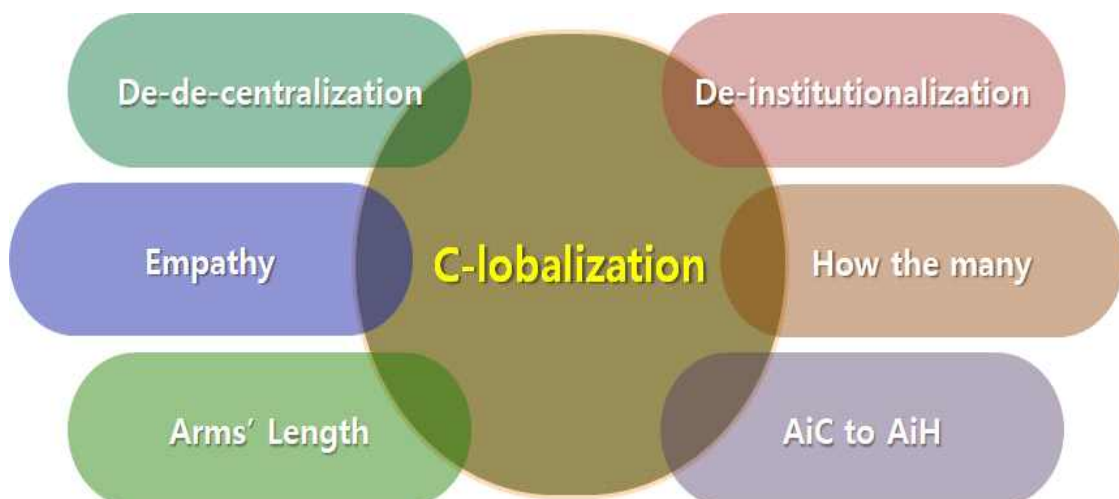 De-de-centralization
De-institutionalization
Empathy
C-lobalization
How the many
Arms' Length
AiC to AiH